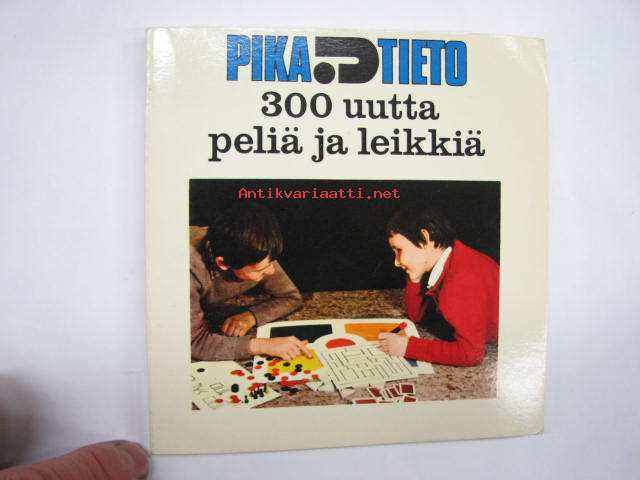 PIKA ? TIETO
300 uutta
peliä ja leikkiä
Antikvariaatti.net